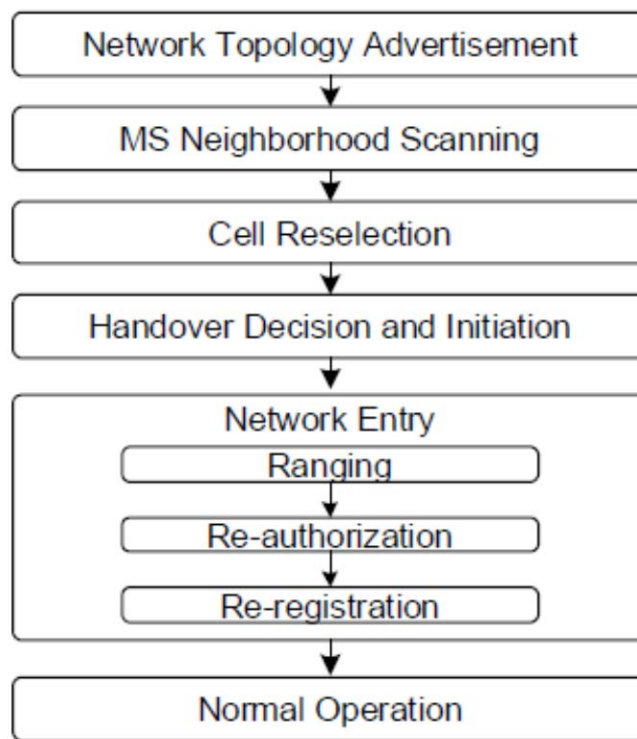 Network Topology Advertisement
MS Neighborhood Scanning
Cell Reselection
Handover Decision and Initiation
Network Entry
Ranging
Re-authorization
Re-registration
Normal Operation